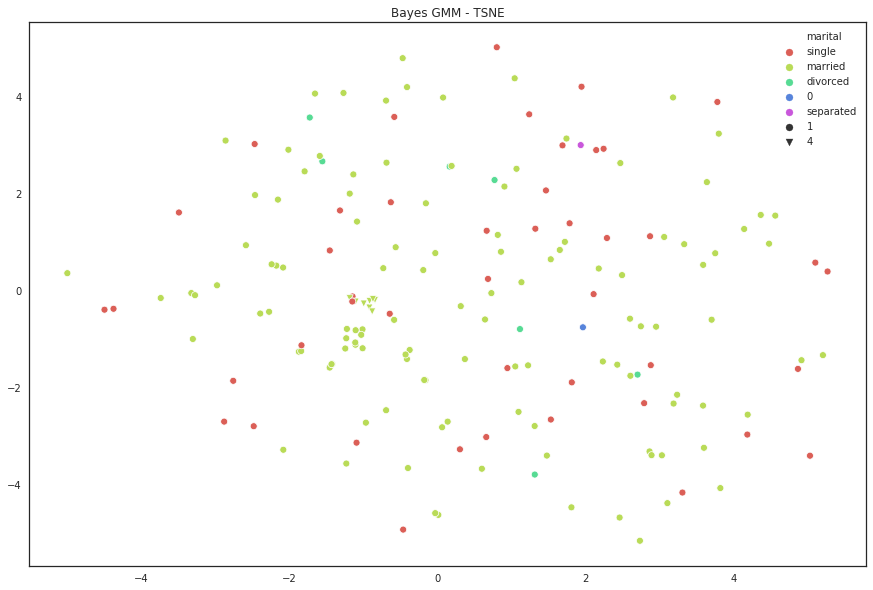 Bayes GMM - TSNE
marital
single
married
divorced
0
separated
1
4
4
2
0
−2
−4
−4
−2
0
2
4